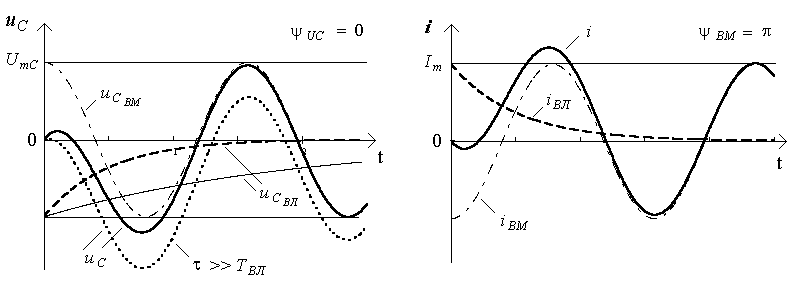 u_C
ψ_UC = 0
U_mC
u_C_ВМ
0
t
u_C_ВЛ
u_C
τ >> T_ВЛ
i
i
ψ_ВМ = π
I_m
i_ВЛ
0
t
i_ВМ